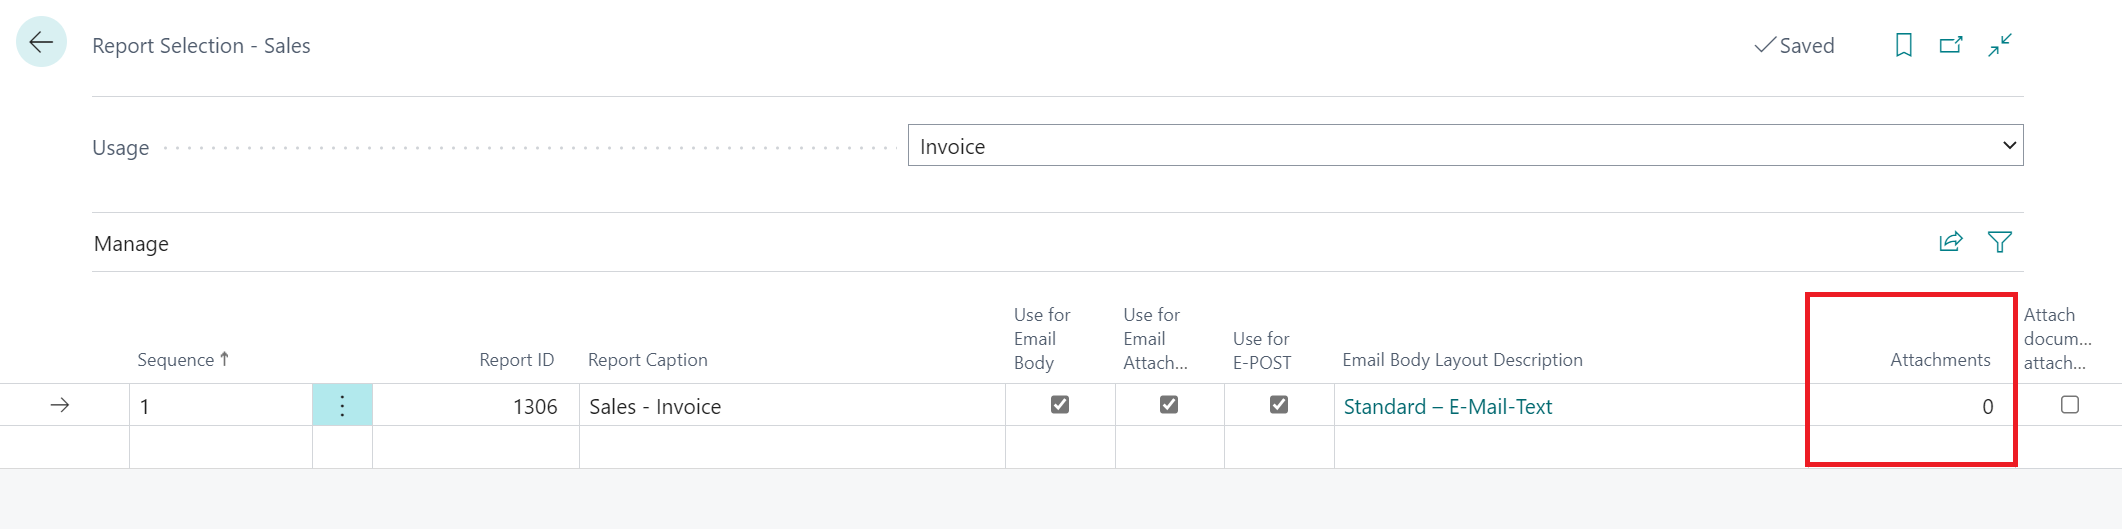 Report Selection - Sales
Saved
Usage
Invoice
Manage
Sequence
Report ID
Report Caption
Use for
Email
Body
Use for
Email
Attach...
Use for
E-POST
Email Body Layout Description
Attachments
Attach
docum...
attach...
1
1306
Sales - Invoice
Standard – E-Mail-Text
0